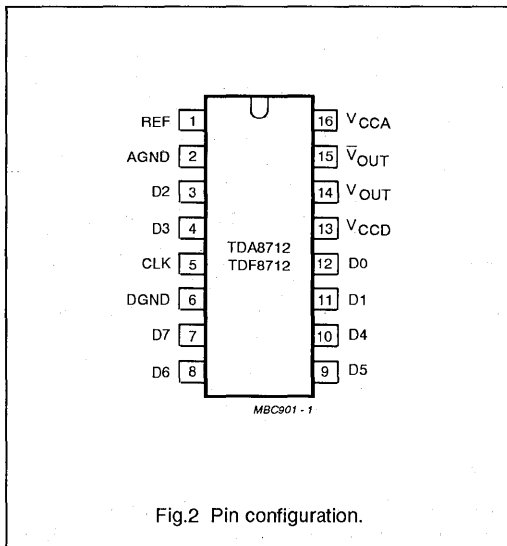 REF 1 16 VCCA
AGND 2 15 V̅OUT
D2 3 14 VOUT
D3 4 13 VCCD
TDA8712
TDF8712
CLK 5 12 D0
DGND 6 11 D1
D7 7 10 D4
D6 8 9 D5
MBC901 - 1
Fig.2 Pin configuration.